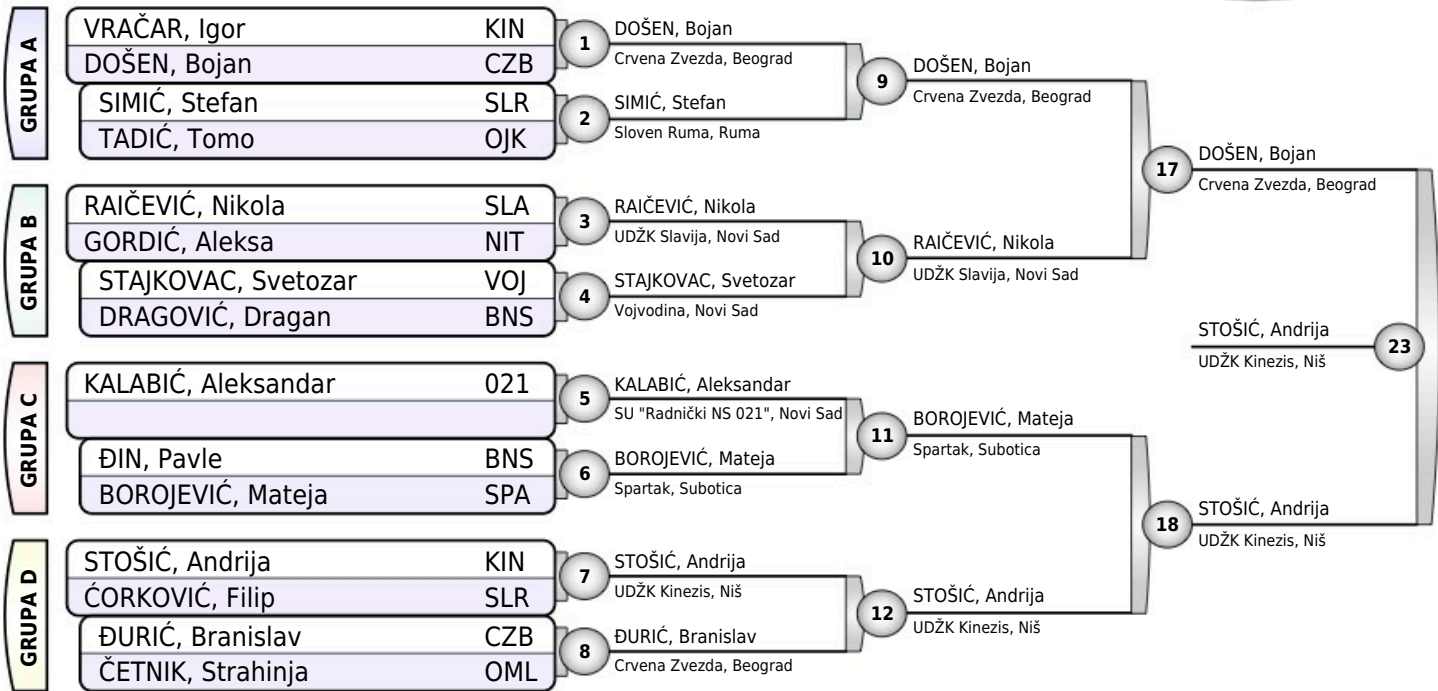 GRUPA A
VRAČAR, Igor KIN
DOŠEN, Bojan CZB
SIMIĆ, Stefan SLR
TADIĆ, Tomo OJK
GRUPA B
RAIČEVIĆ, Nikola SLA
GORDIĆ, Aleksa NIT
STAJKOVAC, Svetozar VOJ
DRAGOVIĆ, Dragan BNS
GRUPA C
KALABIĆ, Aleksandar 021
ĐIN, Pavle BNS
BOROJEVIĆ, Mateja SPA
GRUPA D
STOŠIĆ, Andrija KIN
ĆORKOVIĆ, Filip SLR
ĐURIĆ, Branislav CZB
ČETNIK, Strahinja OML
1
DOŠEN, Bojan
Crvena Zvezda, Beograd
2
SIMIĆ, Stefan
Sloven Ruma, Ruma
3
RAIČEVIĆ, Nikola
UDŽK Slavija, Novi Sad
4
STAJKOVAC, Svetozar
Vojvodina, Novi Sad
5
KALABIĆ, Aleksandar
SU "Radnički NS 021", Novi Sad
6
BOROJEVIĆ, Mateja
Spartak, Subotica
7
STOŠIĆ, Andrija
UDŽK Kinezis, Niš
8
ĐURIĆ, Branislav
Crvena Zvezda, Beograd
9
DOŠEN, Bojan
Crvena Zvezda, Beograd
10
RAIČEVIĆ, Nikola
UDŽK Slavija, Novi Sad
11
BOROJEVIĆ, Mateja
Spartak, Subotica
12
STOŠIĆ, Andrija
UDŽK Kinezis, Niš
17
DOŠEN, Bojan
Crvena Zvezda, Beograd
18
STOŠIĆ, Andrija
UDŽK Kinezis, Niš
STOŠIĆ, Andrija
UDŽK Kinezis, Niš
23